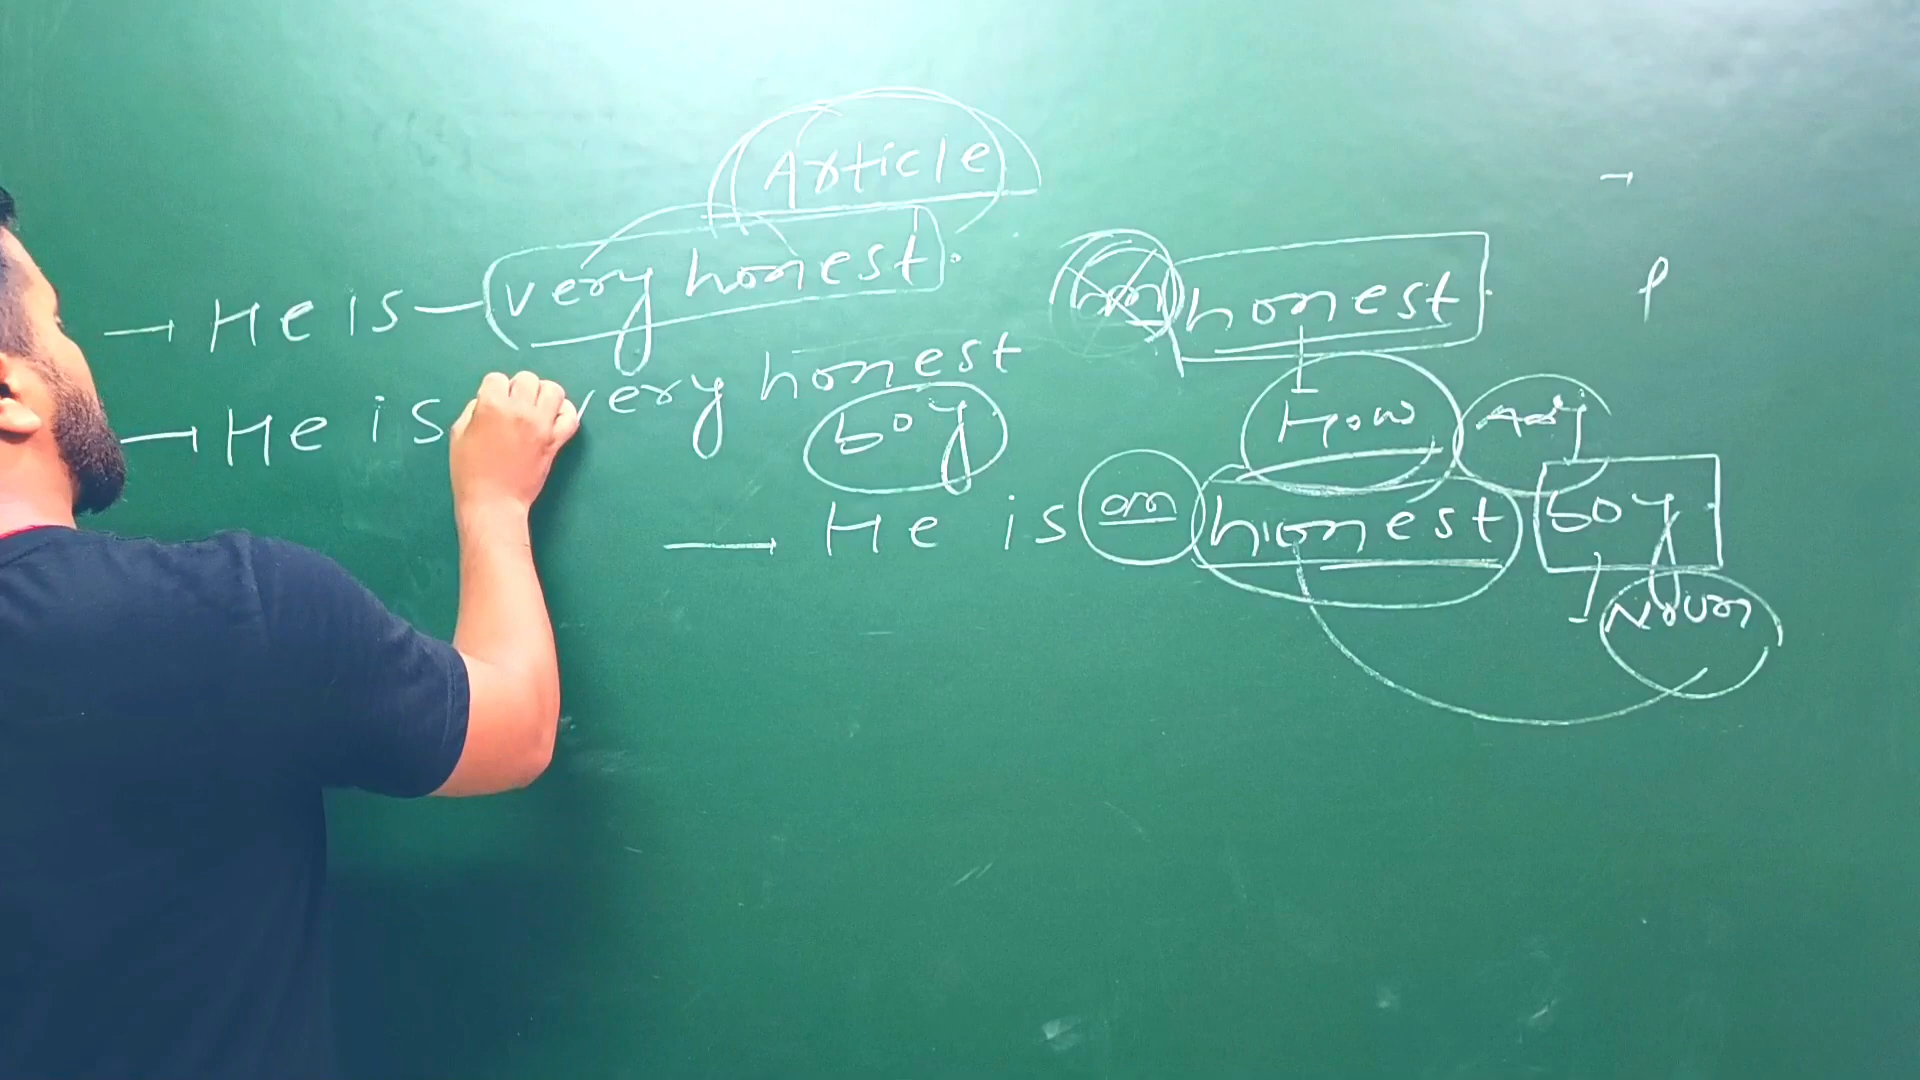 Article
He is — very honest.
an honest
He is very honest
boy
How
Adj
He is an honest boy
Noun